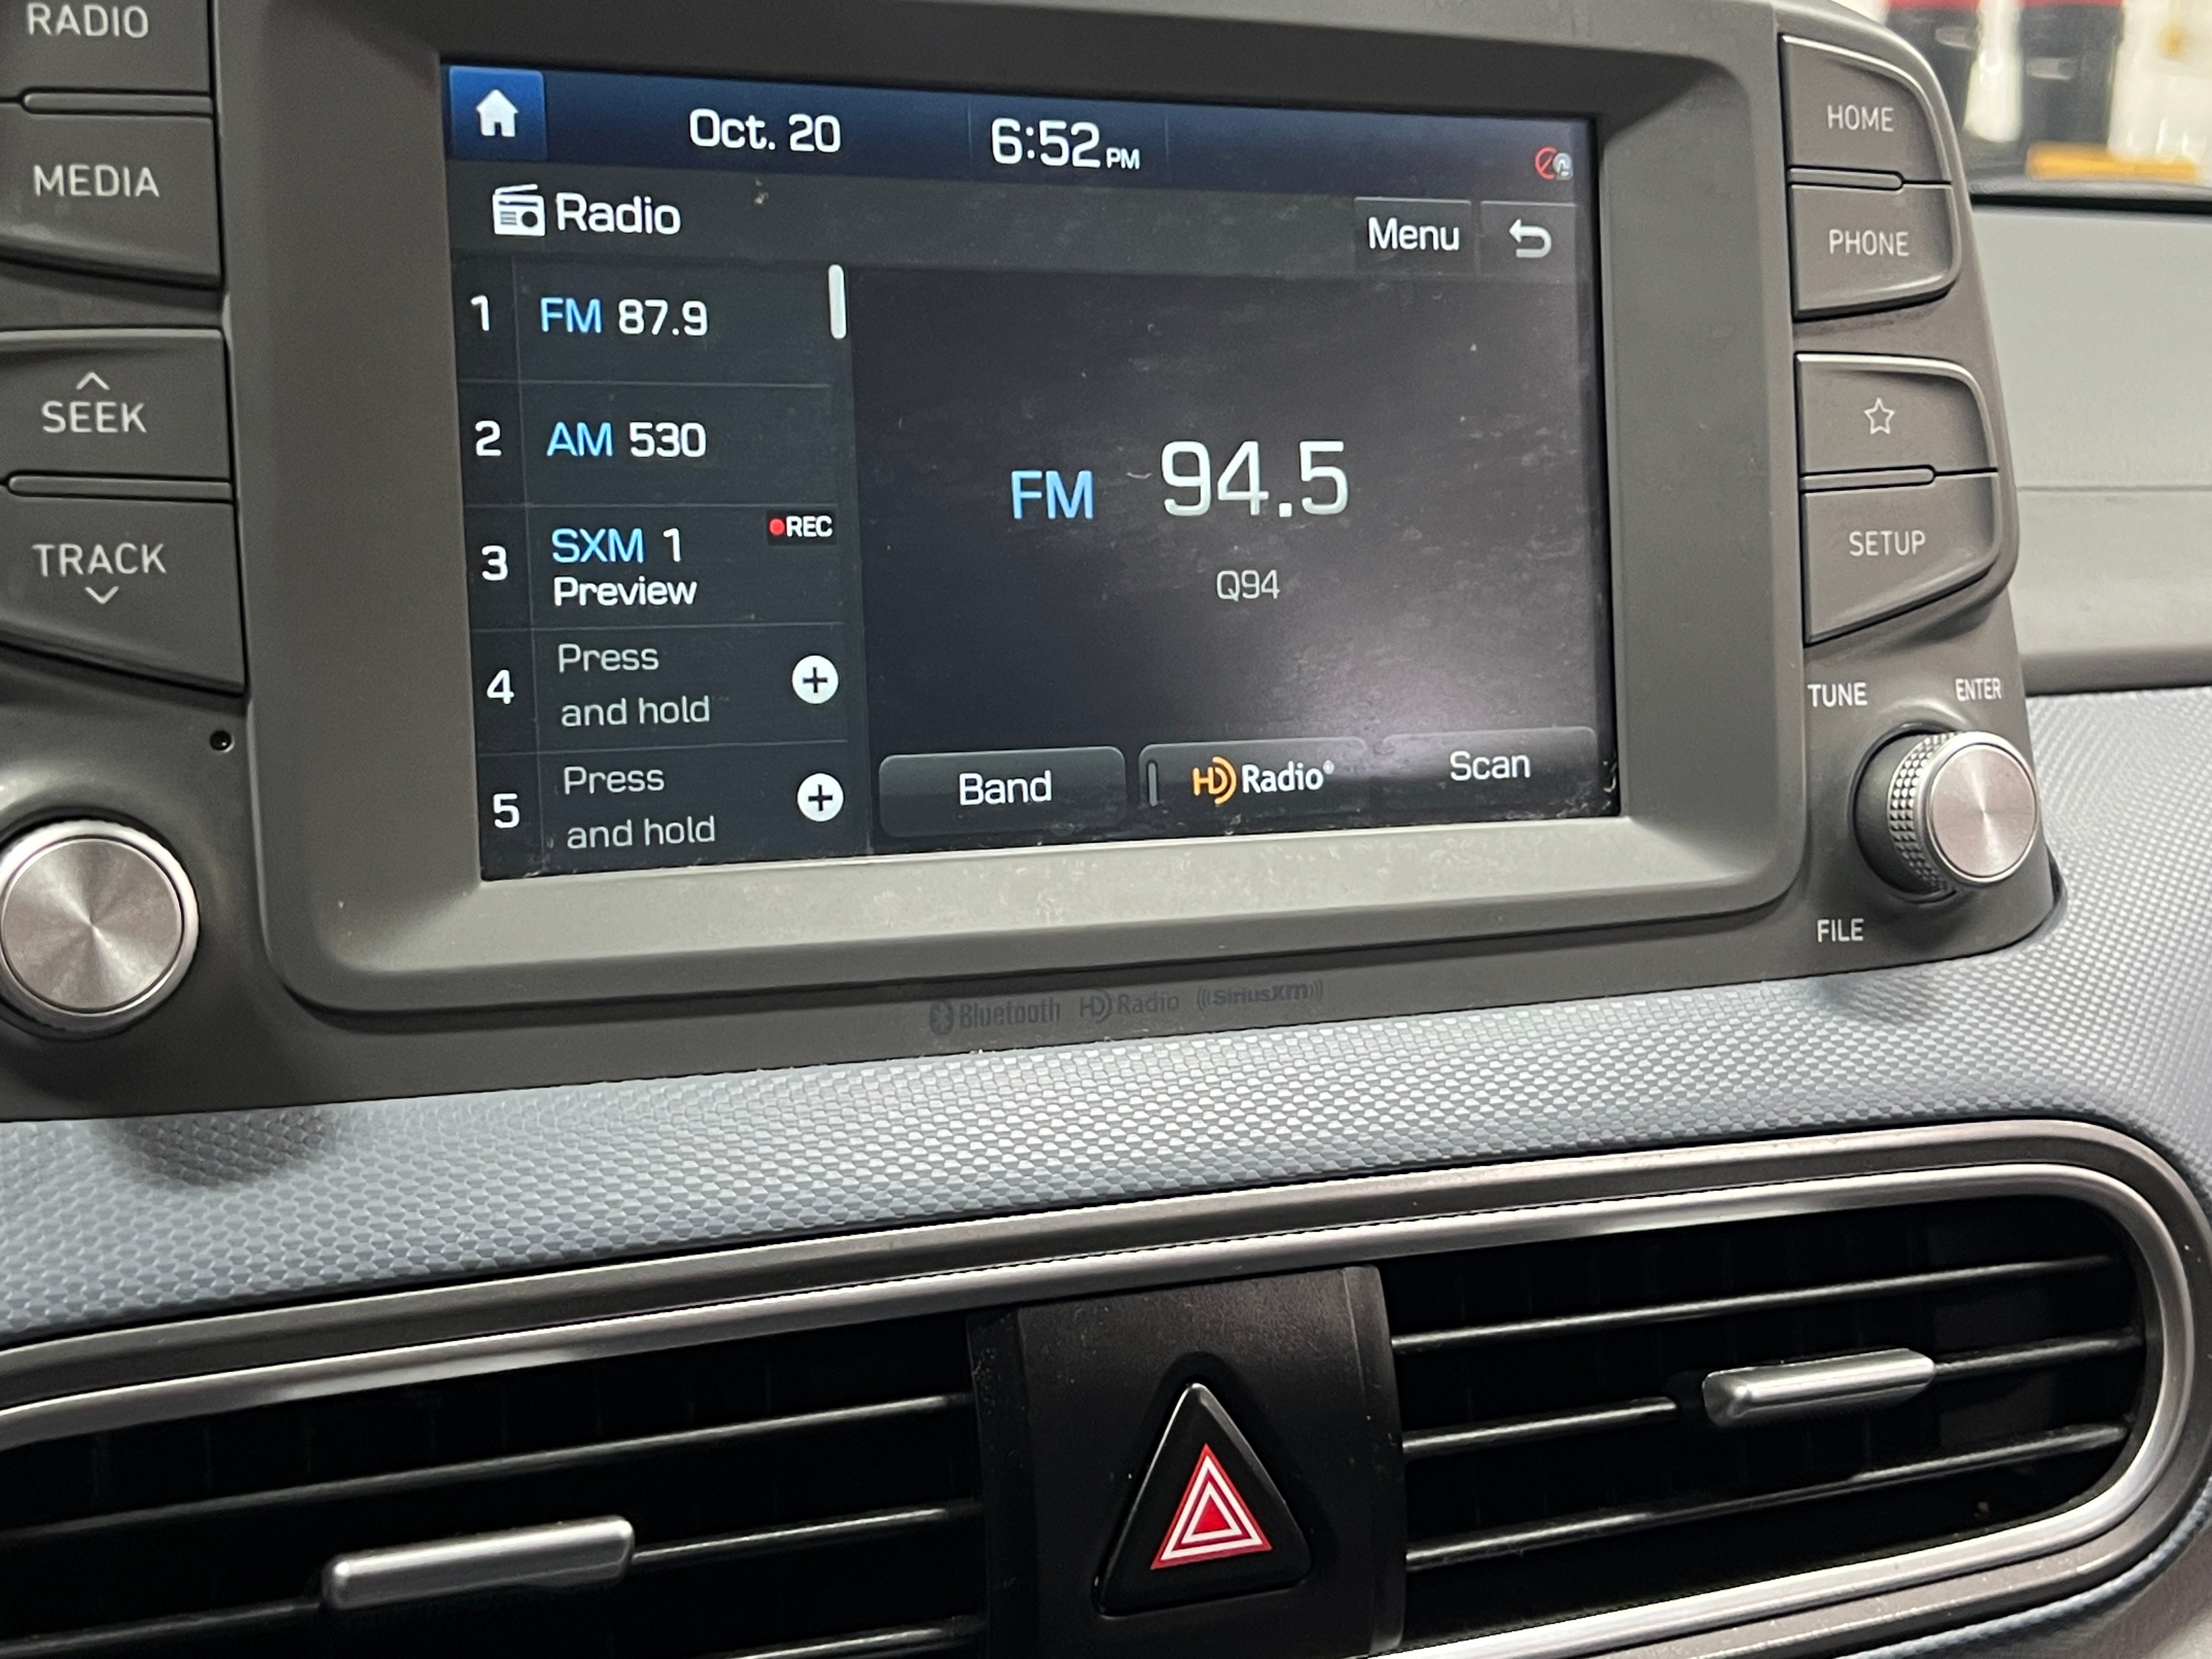 RADIO
MEDIA
SEEK
TRACK
Oct. 20
6:52 PM
Radio
Menu
1 FM 87.9
2 AM 530
3 SXM 1 REC
Preview
4 Press
and hold
5 Press
and hold
FM 94.5
Q94
Band
HD Radio®
Scan
HOME
PHONE
SETUP
TUNE
ENTER
FILE
Bluetooth HD Radio ((SiriusXm))